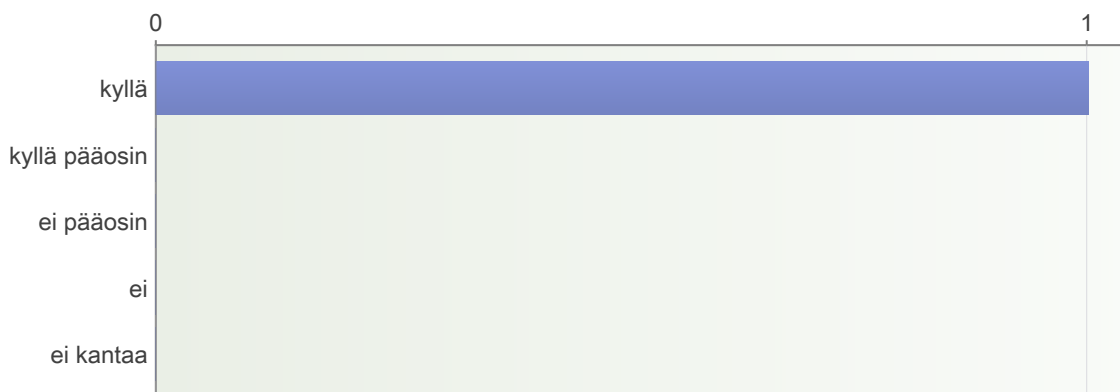 0 1
kyllä
kyllä pääosin
ei pääosin
ei
ei kantaa